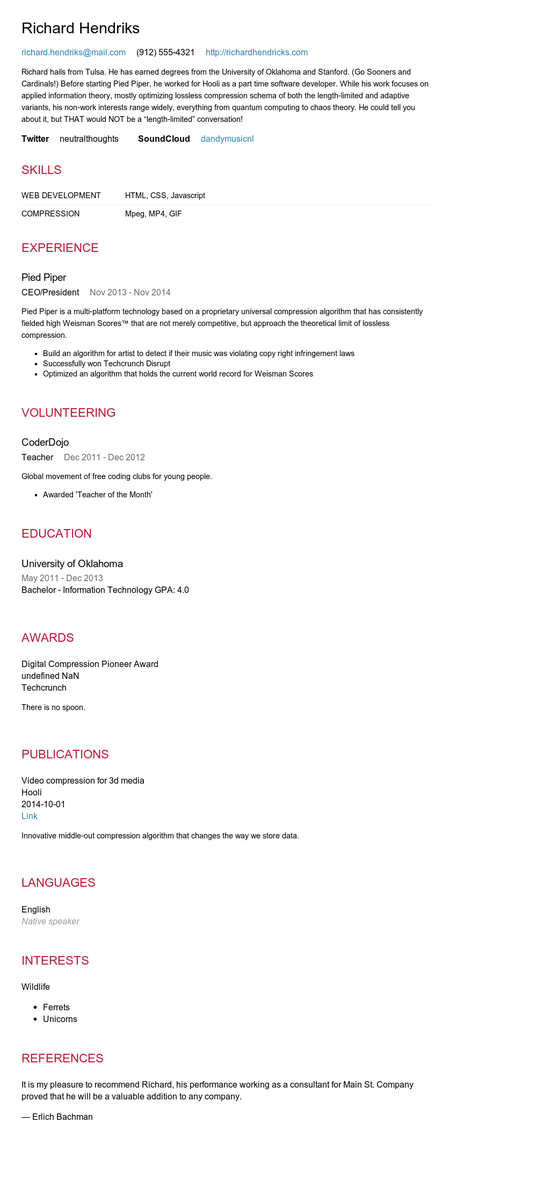 Richard Hendriks
richard.hendriks@mail.com (912) 555-4321 http://richardhendricks.com
Richard hails from Tulsa. He has earned degrees from the University of Oklahoma and Stanford. (Go Sooners and
Cardinals!) Before starting Pied Piper, he worked for Hooli as a part time software developer. While his work focuses on
applied information theory, mostly optimizing lossless compression schema of both the length-limited and adaptive
variants, his non-work interests range widely, everything from quantum computing to chaos theory. He could tell you
about it, but THAT would NOT be a “length-limited” conversation!
Twitter neutralthoughts SoundCloud dandymusicnl
SKILLS
WEB DEVELOPMENT HTML, CSS, Javascript
COMPRESSION Mpeg, MP4, GIF
EXPERIENCE
Pied Piper
CEO/President Nov 2013 - Nov 2014
Pied Piper is a multi-platform technology based on a proprietary universal compression algorithm that has consistently
fielded high Weisman Scores™ that are not merely competitive, but approach the theoretical limit of lossless
compression.
• Build an algorithm for artist to detect if their music was violating copy right infringement laws
• Successfully won Techcrunch Disrupt
• Optimized an algorithm that holds the current world record for Weisman Scores
VOLUNTEERING
CoderDojo
Teacher Dec 2011 - Dec 2012
Global movement of free coding clubs for young people.
• Awarded 'Teacher of the Month'
EDUCATION
University of Oklahoma
May 2011 - Dec 2013
Bachelor - Information Technology GPA: 4.0
AWARDS
Digital Compression Pioneer Award
undefined NaN
Techcrunch
There is no spoon.
PUBLICATIONS
Video compression for 3d media
Hooli
2014-10-01
Link
Innovative middle-out compression algorithm that changes the way we store data.
LANGUAGES
English
Native speaker
INTERESTS
Wildlife
• Ferrets
• Unicorns
REFERENCES
It is my pleasure to recommend Richard, his performance working as a consultant for Main St. Company
proved that he will be a valuable addition to any company.
— Erlich Bachman